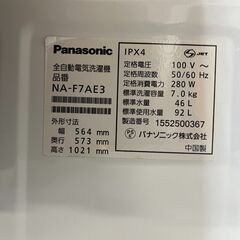 Panasonic
全自動電気洗濯機
品番
NA-F7AE3
外形寸法
幅 564 mm
奥行 573 mm
高さ 1021 mm
IPX4
JET
定格電圧 100 V~
定格周波数 50/60 Hz
定格消費電力 280 W
標準洗濯容量 7.0 kg
標準水量 46 L
標準使用水量 92 L
製造番号 1552500367
パナソニック株式会社
中国製